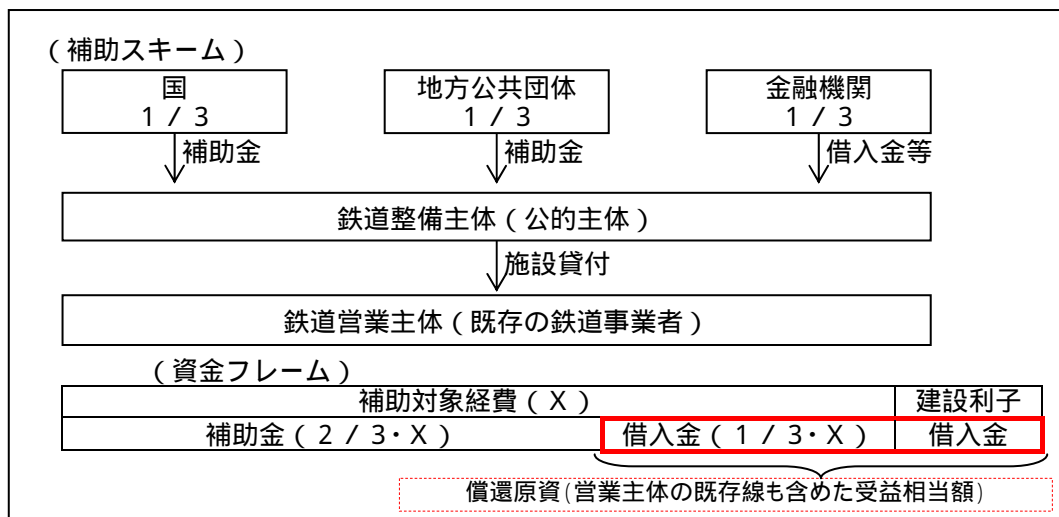 （補助スキーム）
国
1 / 3
地方公共団体
1 / 3
金融機関
1 / 3
補助金
補助金
借入金等
鉄道整備主体（公的主体）
施設貸付
鉄道営業主体（既存の鉄道事業者）
（資金フレーム）
補助対象経費（X） 建設利子
補助金（2 / 3・X） 借入金（1 / 3・X） 借入金
償還原資(営業主体の既存線も含めた受益相当額)